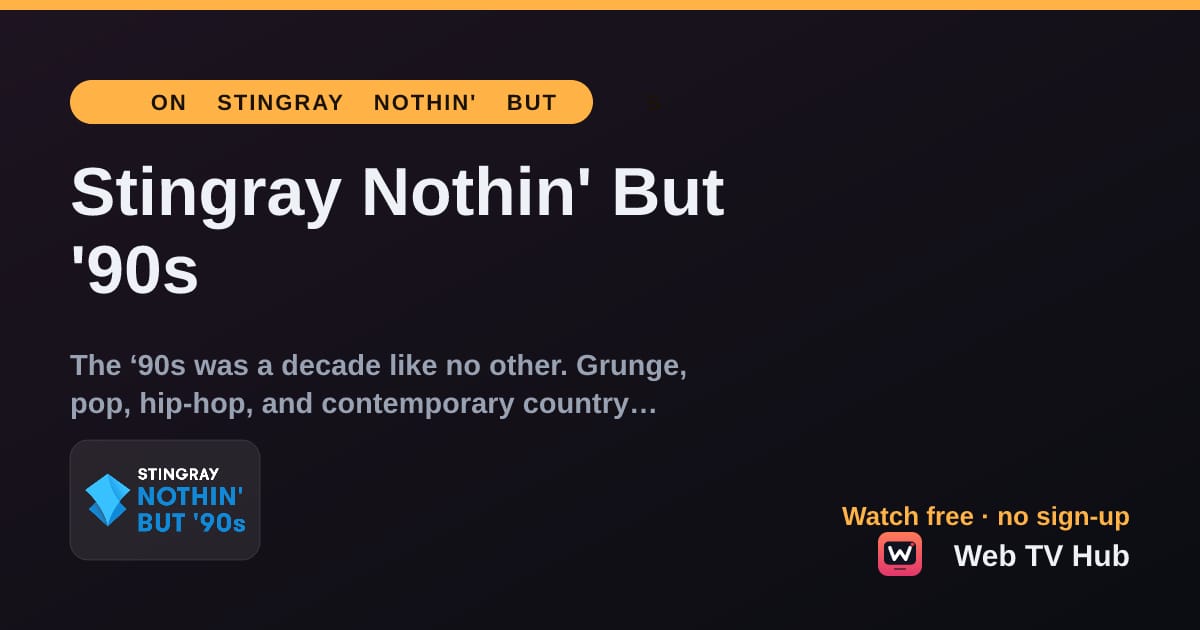 ON STINGRAY NOTHIN' BUT
Stingray Nothin' But
'90s
The ‘90s was a decade like no other. Grunge,
pop, hip-hop, and contemporary country…
STINGRAY
NOTHIN'
BUT '90s
Watch free · no sign-up
W
Web TV Hub